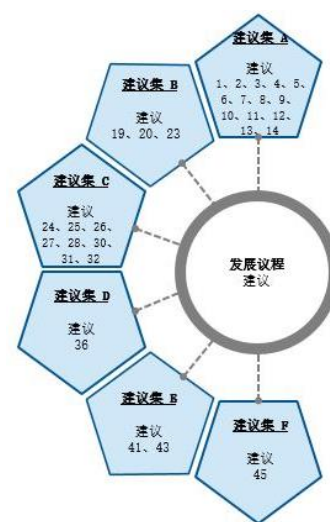 建议集 A
建议
1、2、3、4、5、
6、7、8、9、
10、11、12、
13、14
建议集 B
建议
19、20、23
建议集 C
建议
24、25、26、
27、28、30、
31、32
发展议程
建议
建议集 D
建议
36
建议集 E
建议
41、43
建议集 F
建议
45